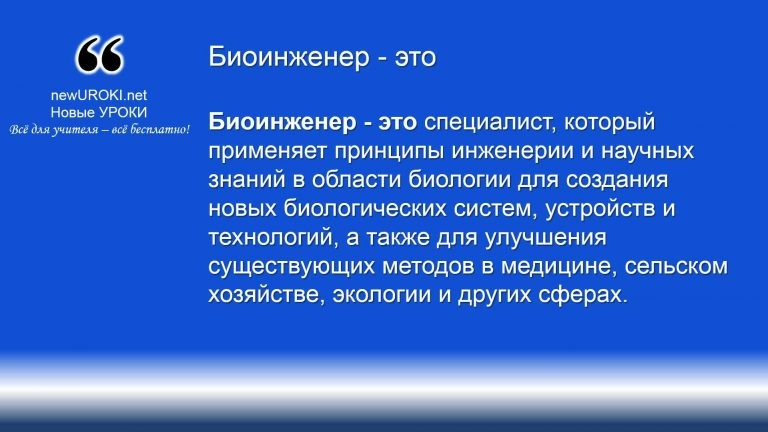 “
newUROKI.net
Новые УРОКИ
Всё для учителя – всё бесплатно!
Биоинженер - это
Биоинженер - это специалист, который
применяет принципы инженерии и научных
знаний в области биологии для создания
новых биологических систем, устройств и
технологий, а также для улучшения
существующих методов в медицине, сельском
хозяйстве, экологии и других сферах.